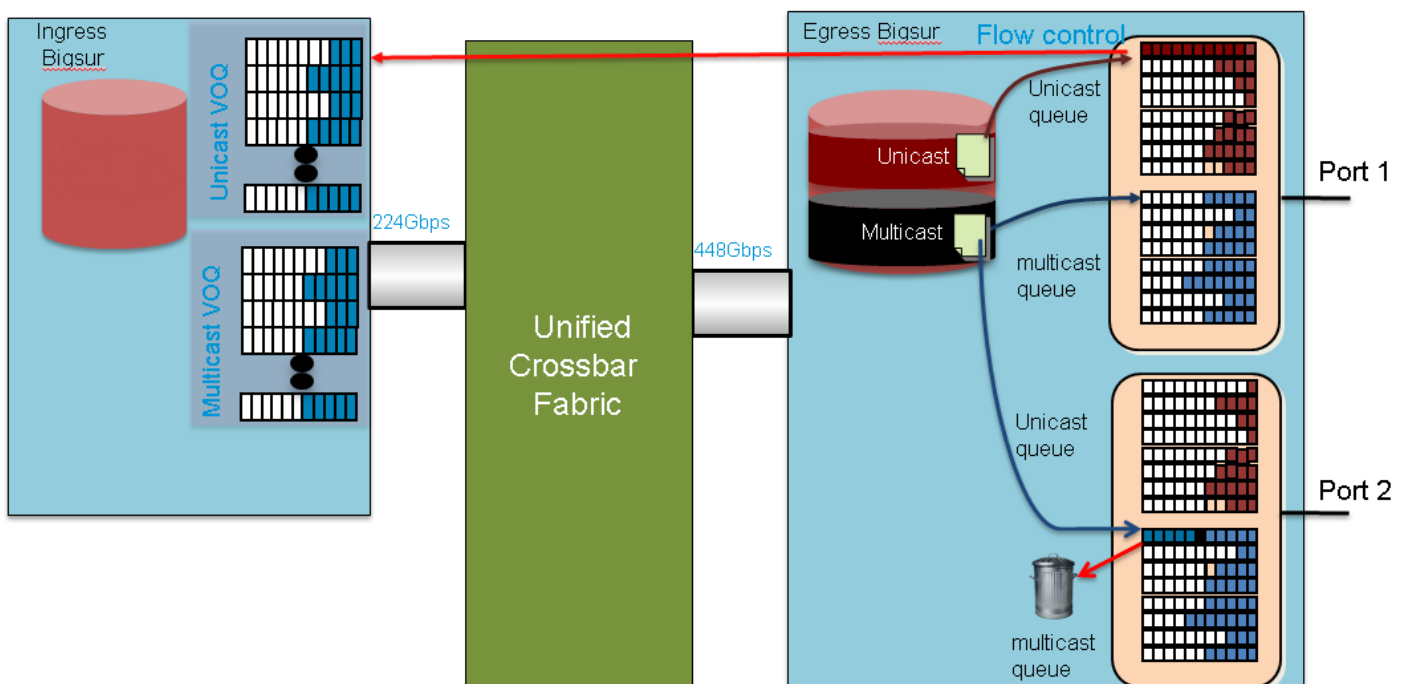 Ingress
Bigsur
Unicast VOQ
Multicast VOQ
224Gbps
Unified
Crossbar
Fabric
448Gbps
Egress Bigsur
Flow control
Unicast
queue
Unicast
Multicast
multicast
queue
Port 1
Unicast
queue
Port 2
multicast
queue